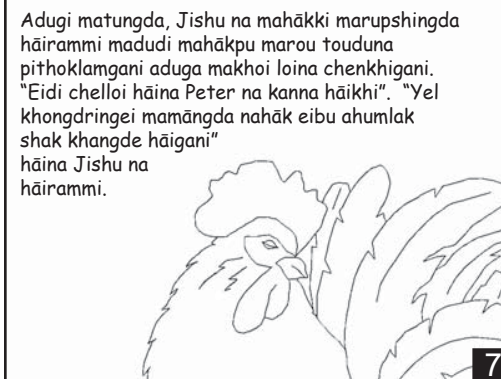 Adugi matungda, Jishu na mahākki marupshingda
hāirammi madudi mahākpu marou touduna
pithoklamgani aduga makhoi loina chenkhigani.
“Eidi chelloi hāina Peter na kanna hāikhi”.  “Yel
khongdringei mamāngda nahāk eibu ahumlak
shak khangde hāigani”
hāina Jishu na
hāirammi.
7